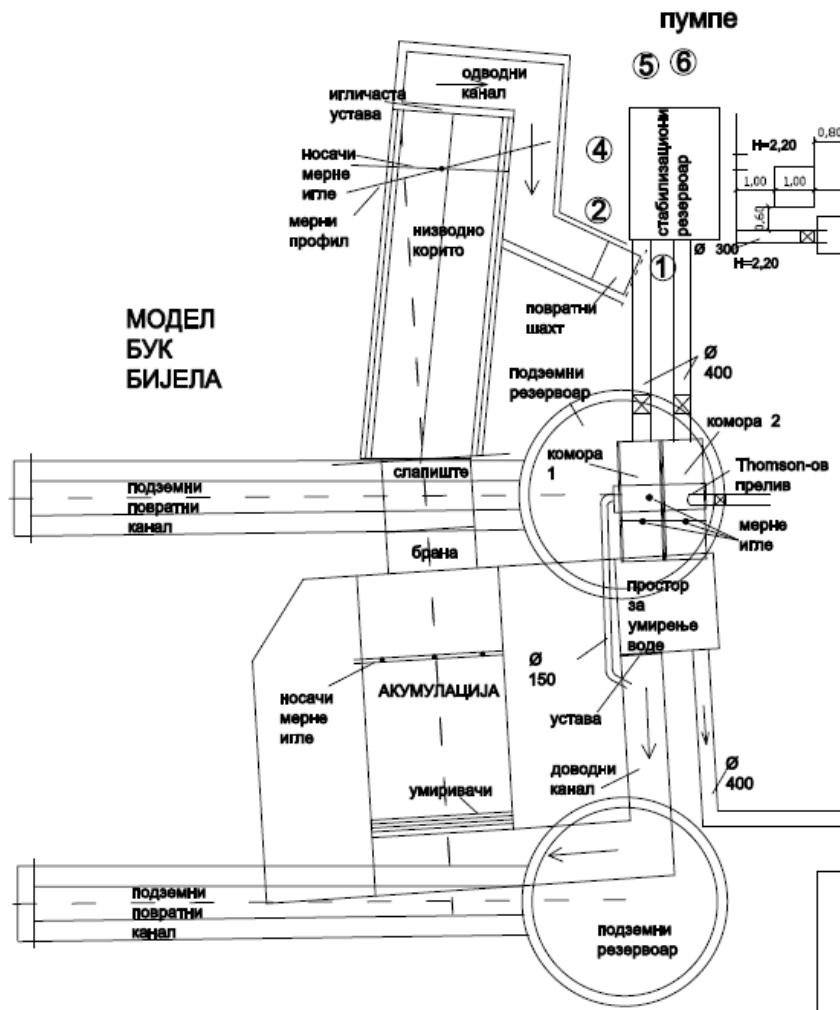 пумпе
5
6
одводни
канал
игличаста
устава
4
носачи
мерне
игле
2
мерни
профил
низводно
корито
стабилизациони
резервоар
H=2,20
0,80
1,00
1,00
0,60
Ø 300
H=2,20
1
повратни
шахт
МОДЕЛ
БУК
БИЈЕЛА
подземни
резервоар
Ø
400
комора 2
комора
1
Thomson-ов
прелив
слапиште
подземни
повратни
канал
мерне
игле
брана
простор
за
умирење
воде
Ø
150
носачи
мерне
игле
АКУМУЛАЦИЈА
устава
доводни
канал
Ø
400
умиривачи
подземни
повратни
канал
подземни
резервоар